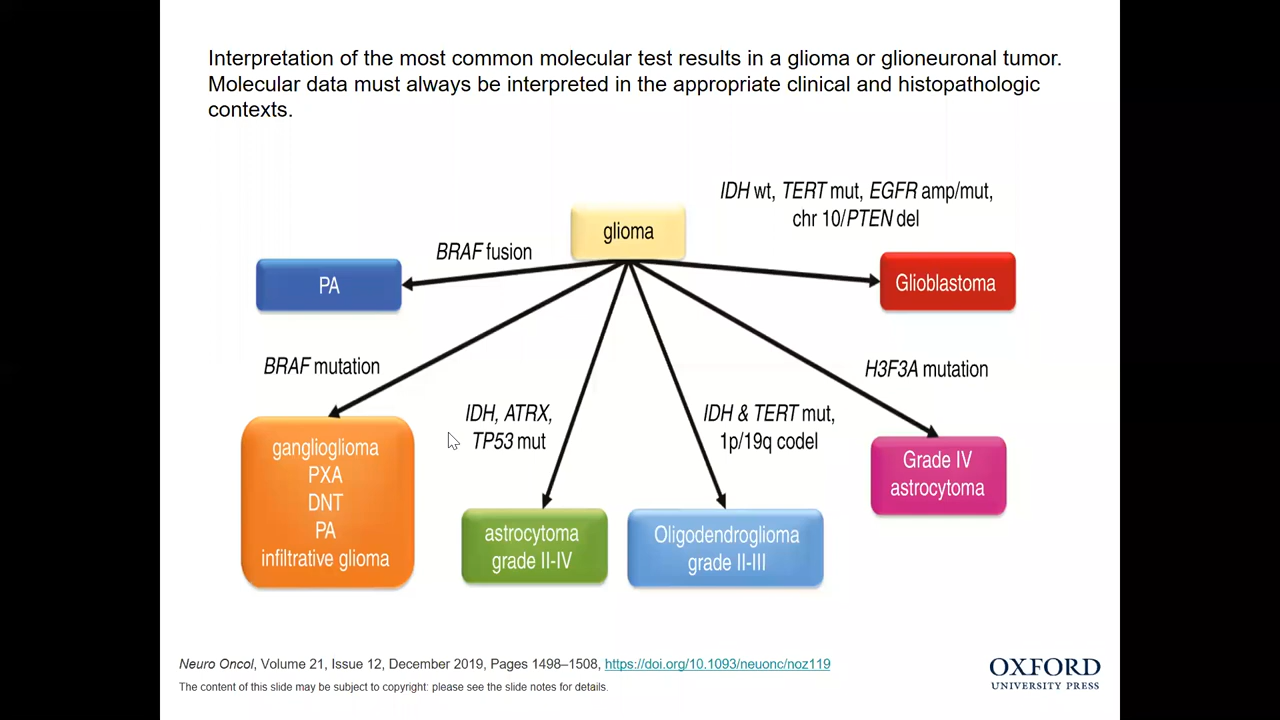 Interpretation of the most common molecular test results in a glioma or glioneuronal tumor.
Molecular data must always be interpreted in the appropriate clinical and histopathologic
contexts.
IDH wt, TERT mut, EGFR amp/mut,
chr 10/PTEN del
glioma
BRAF fusion
PA
Glioblastoma
BRAF mutation
H3F3A mutation
IDH, ATRX,
TP53 mut
IDH & TERT mut,
1p/19q codel
ganglioglioma
PXA
DNT
PA
infiltrative glioma
Grade IV
astrocytoma
astrocytoma
grade II-IV
Oligodendroglioma
grade II-III
Neuro Oncol, Volume 21, Issue 12, December 2019, Pages 1498–1508, https://doi.org/10.1093/neuonc/noz119
The content of this slide may be subject to copyright: please see the slide notes for details.
OXFORD
UNIVERSITY PRESS